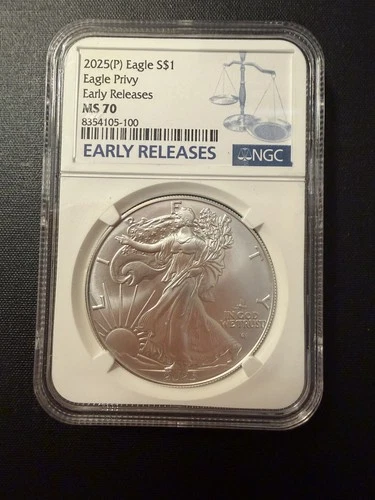 2025(P) Eagle S$1
Eagle Privy
Early Releases
MS 70
8354105-100
EARLY RELEASES
NGC
LIBERTY
IN GOD
WE TRUST